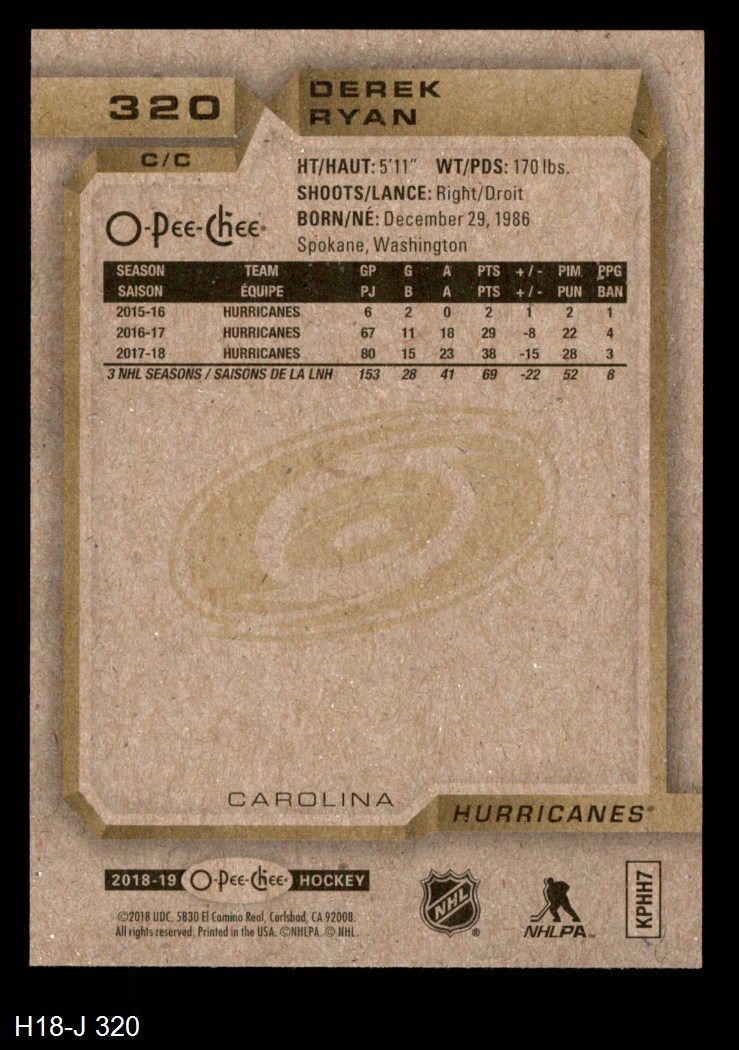 320
DEREK
RYAN
C/C
HT/HAUT: 5'11" WT/PDS: 170 lbs.
SHOOTS/LANCE: Right/Droit
BORN/NÉ: December 29, 1986
Spokane, Washington
O-Pee-Chee®
SEASON TEAM GP G A PTS +/- PIM PPG
SAISON ÉQUIPE PJ B A PTS +/- PUN BAN
2015-16 HURRICANES 6 2 0 2 1 2 1
2016-17 HURRICANES 67 11 18 29 -8 22 4
2017-18 HURRICANES 80 15 23 38 -15 28 3
3 NHL SEASONS / SAISONS DE LA LNH 153 28 41 69 -22 52 8
CAROLINA
HURRICANES®
2018-19 O-Pee-Chee® HOCKEY
©2018 UDC. 5830 El Camino Real, Carlsbad, CA 92008.
All rights reserved. Printed in the USA. ©NHLPA. © NHL.
NHL®
NHLPA™
KPHH7
H18-J 320